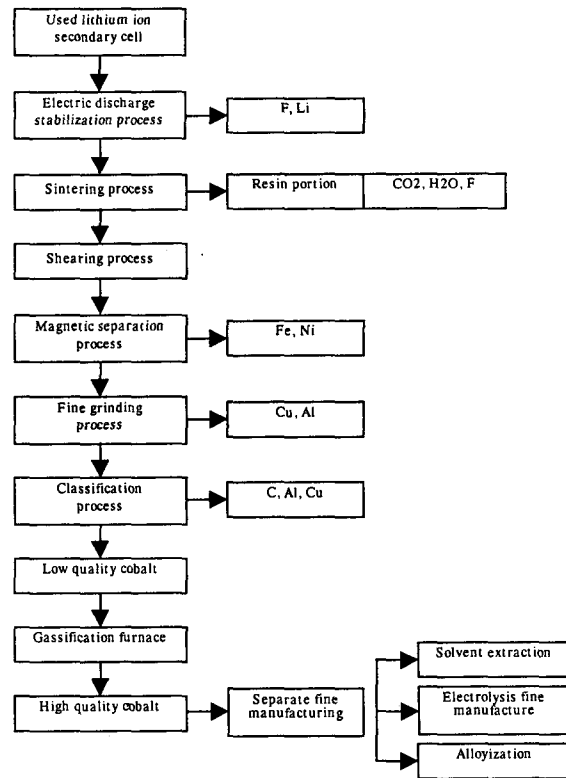 Used lithium ion
secondary cell
Electric discharge
stabilization process
F, Li
Sintering process
Resin portion
CO2, H2O, F
Shearing process
Magnetic separation
process
Fe, Ni
Fine grinding
process
Cu, Al
Classification
process
C, Al, Cu
Low quality cobalt
Gassification furnace
High quality cobalt
Separate fine
manufacturing
Solvent extraction
Electrolysis fine
manufacture
Alloyization